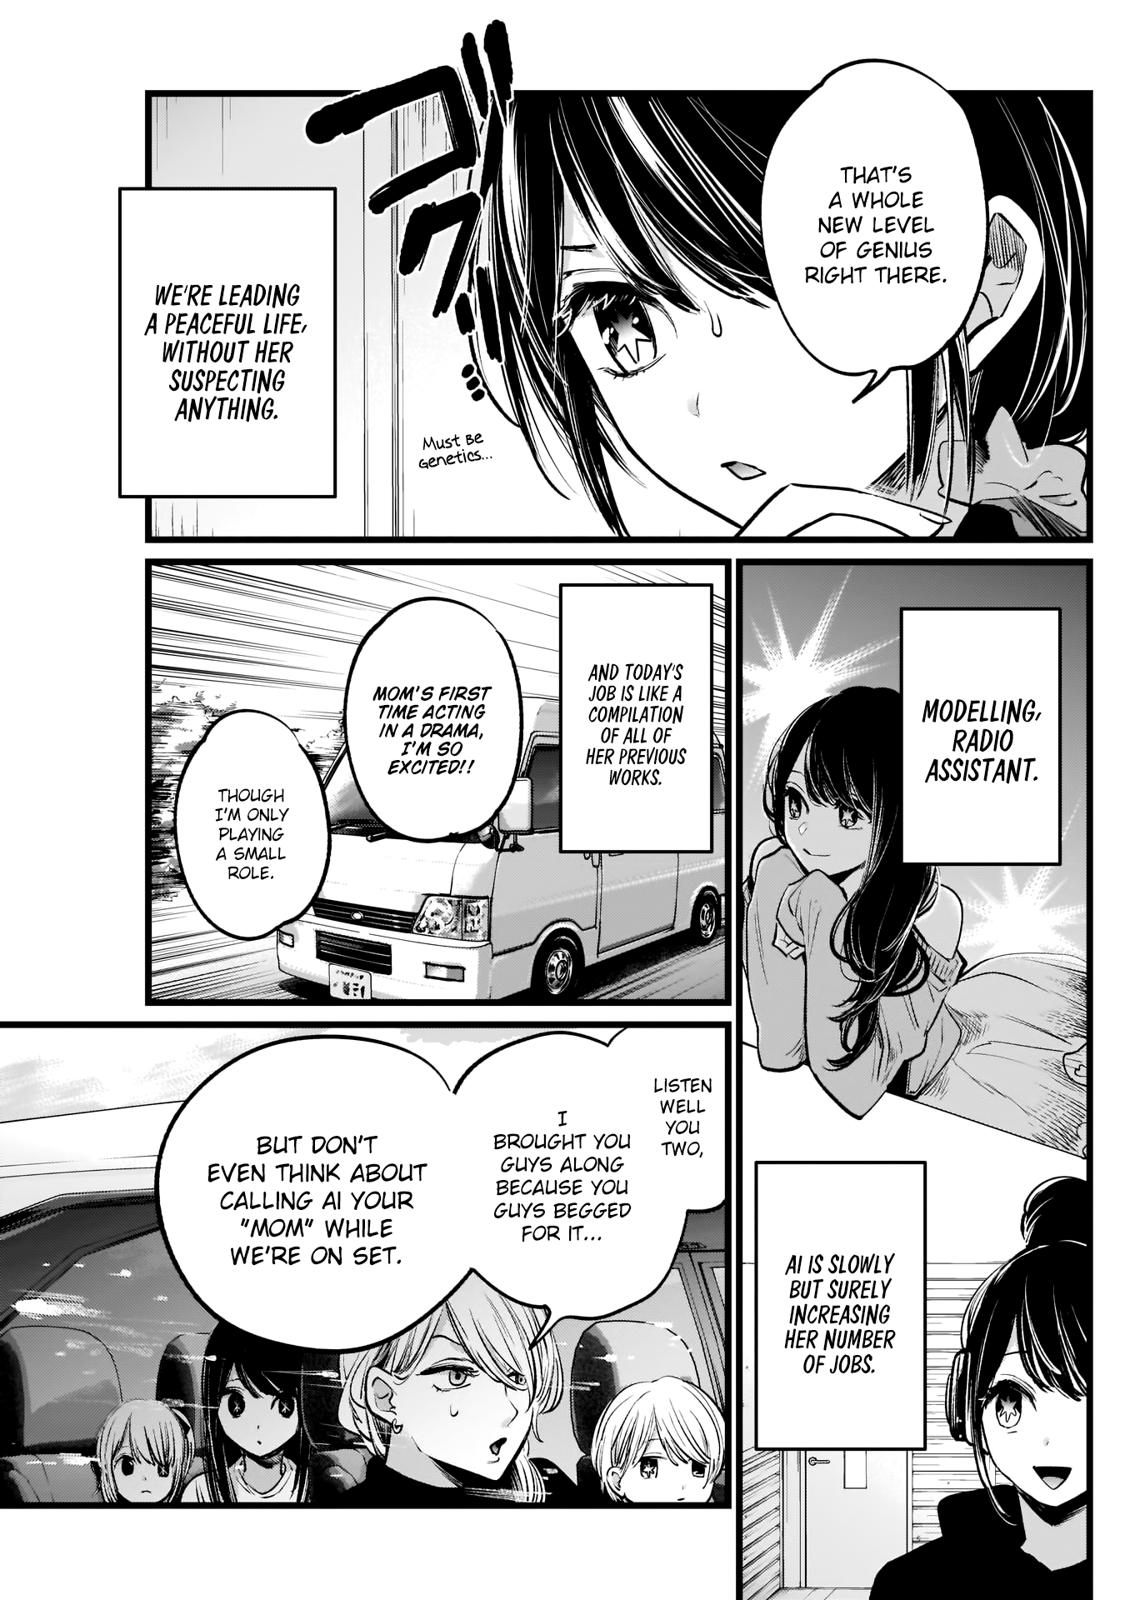 THAT'S
A WHOLE
NEW LEVEL
OF GENIUS
RIGHT THERE.
ゴゴ…
MUST BE
GENETICS...
WE'RE LEADING
A PEACEFUL LIFE,
WITHOUT HER
SUSPECTING
ANYTHING.
MODELLING,
RADIO
ASSISTANT.
AI IS SLOWLY
BUT SURELY
INCREASING
HER NUMBER
OF JOBS.
AND TODAY'S
JOB IS LIKE A
COMPILATION
OF ALL OF
HER PREVIOUS
WORKS.
MOM'S FIRST
TIME ACTING
IN A DRAMA,
I'M SO
EXCITED!!
THOUGH
I'M ONLY
PLAYING
A SMALL
ROLE.
LISTEN
WELL
YOU
TWO,
I
BROUGHT YOU
GUYS ALONG
BECAUSE YOU
GUYS BEGGED
FOR IT...
BUT DON'T
EVEN THINK ABOUT
CALLING AI YOUR
"MOM" WHILE
WE'RE ON SET.